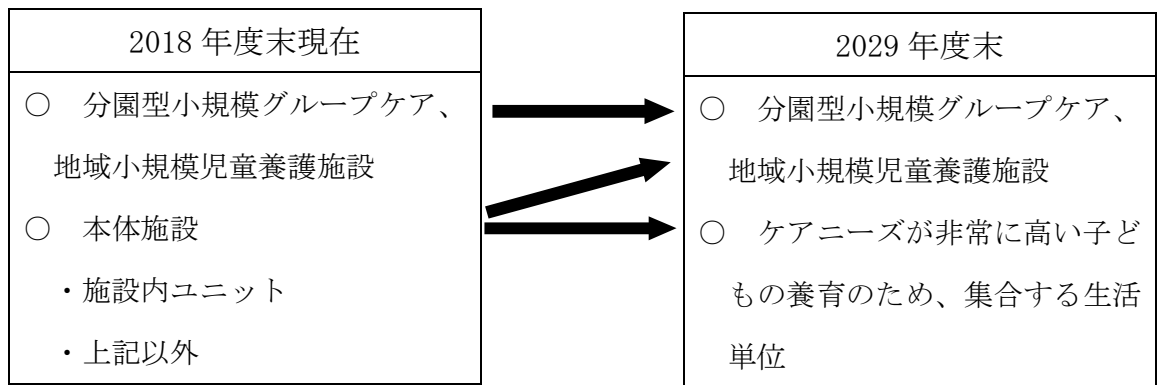 2018 年度末現在
○　分園型小規模グループケア、
地域小規模児童養護施設
○　本体施設
・施設内ユニット
・上記以外
2029 年度末
○　分園型小規模グループケア、
地域小規模児童養護施設
○　ケアニーズが非常に高い子ど
もの養育のため、集合する生活
単位